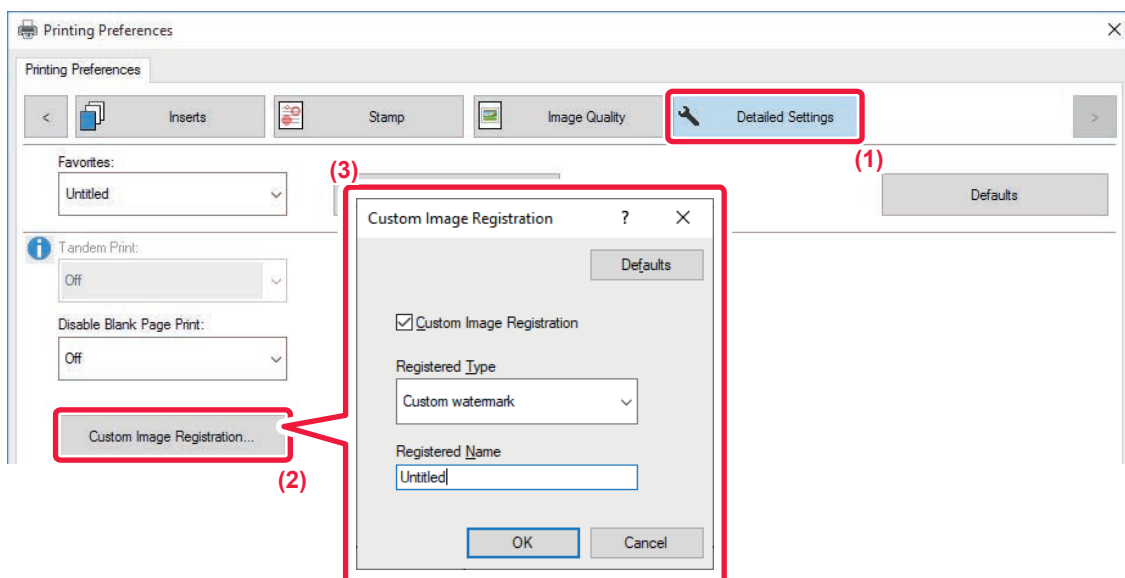 Printing Preferences
Printing Preferences
< Inserts Stamp Image Quality Detailed Settings >
(1)
Favorites:
Untitled
Defaults
(3)
Custom Image Registration ?
Defaults
Custom Image Registration
Registered Type
Custom watermark
Registered Name
Untitled
OK Cancel
Tandem Print:
Off
Disable Blank Page Print:
Off
Custom Image Registration...
(2)